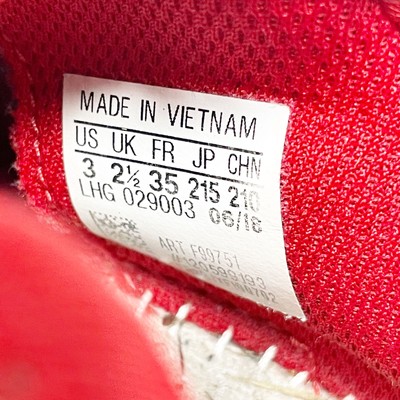 MADE IN VIETNAM
US UK FR JP CHN
3 2½ 35 215 210
LHG 029003 06/18
ART